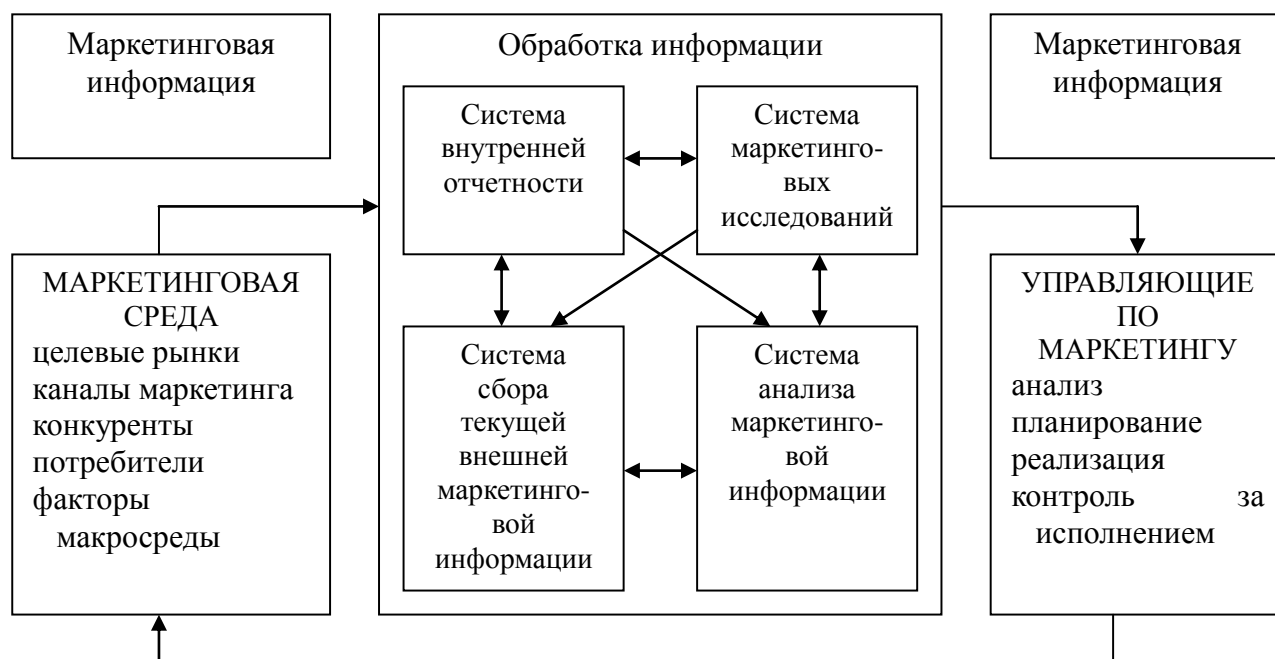 Маркетинговая
информация
Обработка информации
Система
внутренней
отчетности
Система
маркетинго-
вых
исследований
Система
сбора
текущей
внешней
маркетинго-
вой
информации
Система
анализа
маркетинго-
вой
информации
Маркетинговая
информация
МАРКЕТИНГОВАЯ
СРЕДА
целевые рынки
каналы маркетинга
конкуренты
потребители
факторы
макросреды
УПРАВЛЯЮЩИЕ
ПО
МАРКЕТИНГУ
анализ
планирование
реализация
контроль за
исполнением